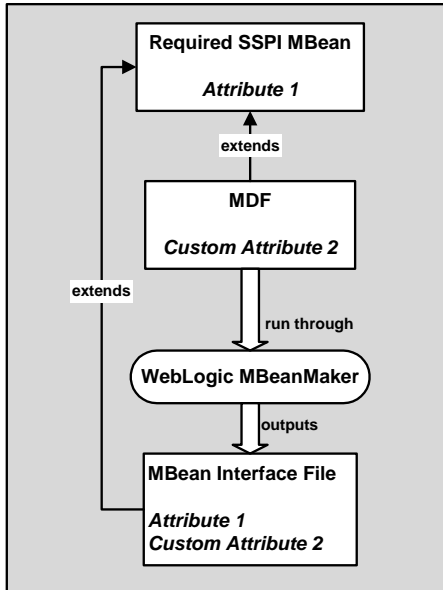 Required SSPI MBean
Attribute 1
extends
MDF
Custom Attribute 2
extends
run through
WebLogic MBeanMaker
outputs
MBean Interface File
Attribute 1
Custom Attribute 2